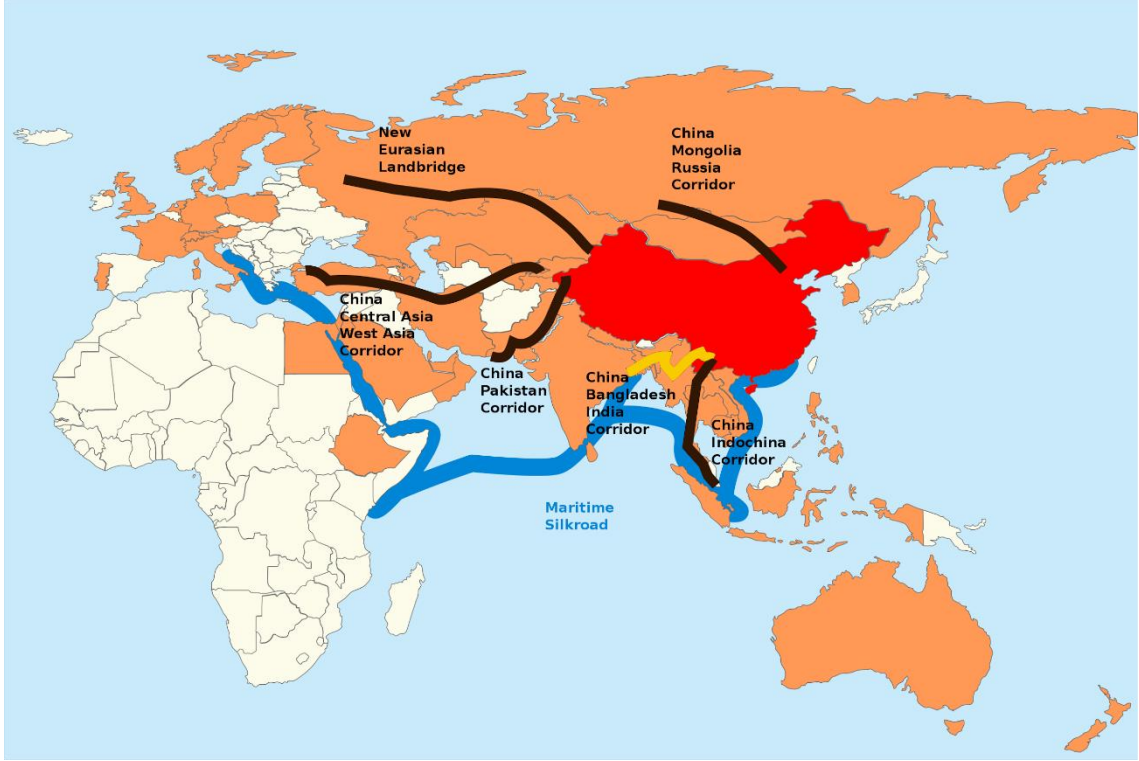 New
Eurasian
Landbridge
China
Mongolia
Russia
Corridor
China
Central Asia
West Asia
Corridor
China
Pakistan
Corridor
China
Bangladesh
India
Corridor
China
Indochina
Corridor
Maritime
Silkroad